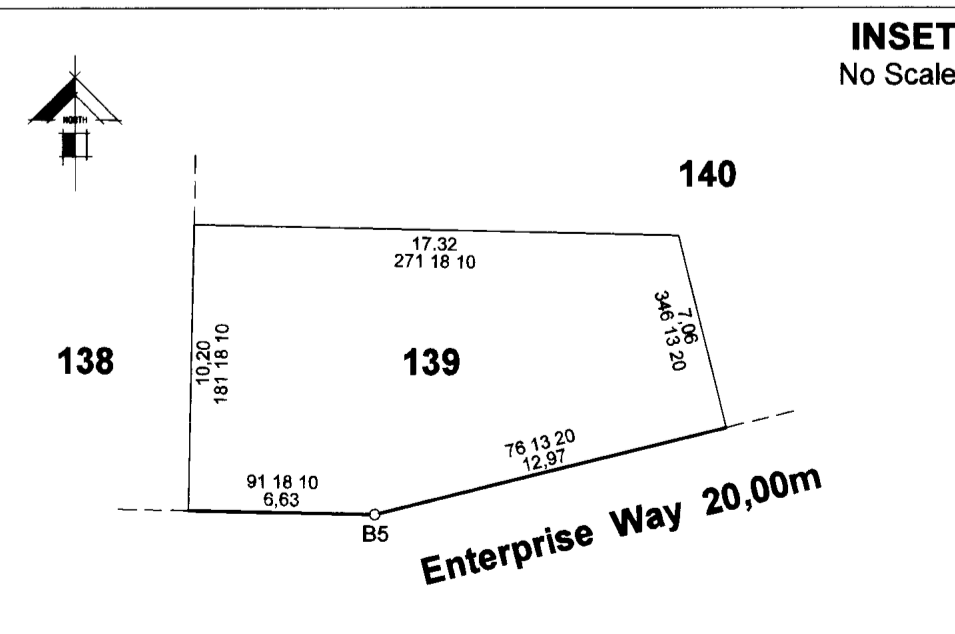 INSET
No Scale
NORTH
140
17.32
271 18 10
7,06
346 13 20
138
10,20
181 18 10
139
76 13 20
12,97
91 18 10
6,63
B5
Enterprise Way 20,00m